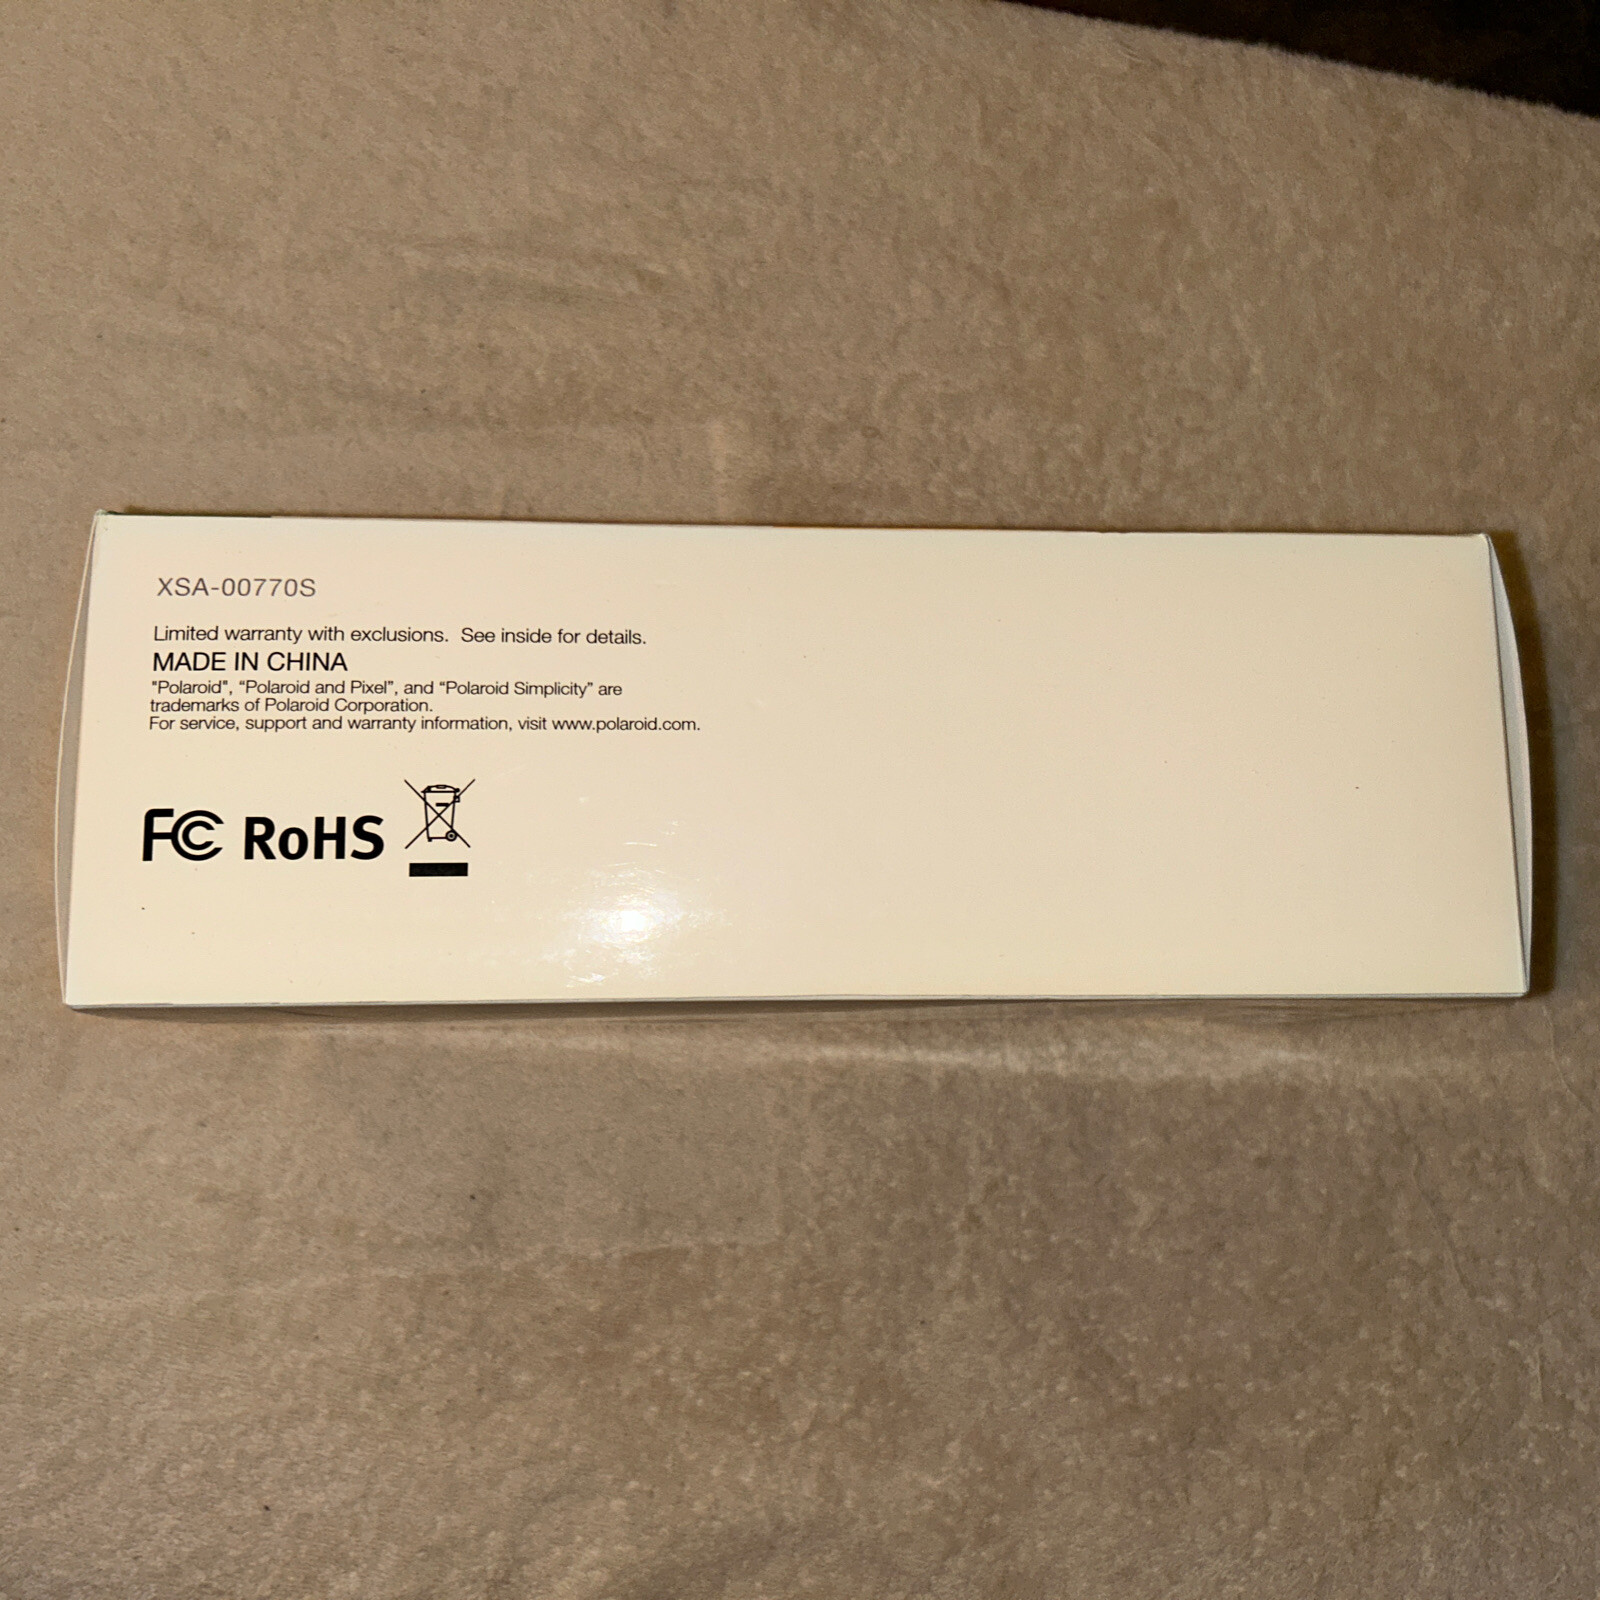 XSA-00770S
Limited warranty with exclusions.  See inside for details.
MADE IN CHINA
"Polaroid", “Polaroid and Pixel”, and “Polaroid Simplicity” are
trademarks of Polaroid Corporation.
For service, support and warranty information, visit www.polaroid.com.
FC RoHS